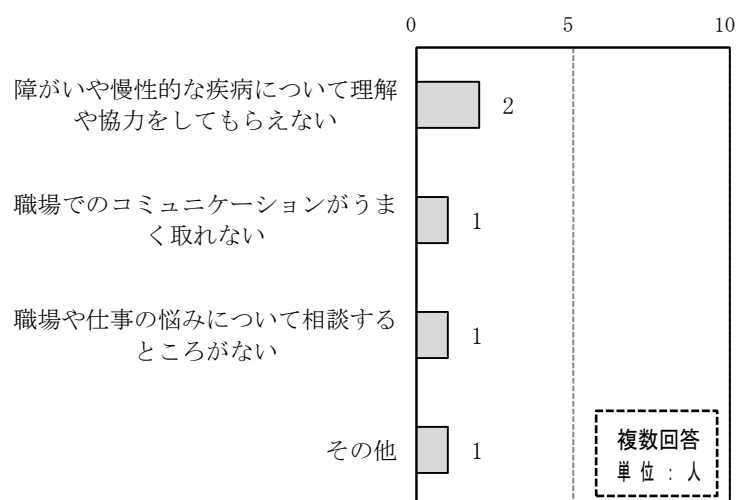 0 5 10
障がいや慢性的な疾病について理解
や協力をしてもらえない
2
職場でのコミュニケーションがうま
く取れない
1
職場や仕事の悩みについて相談する
ところがない
1
その他
1
複数回答
単位：人